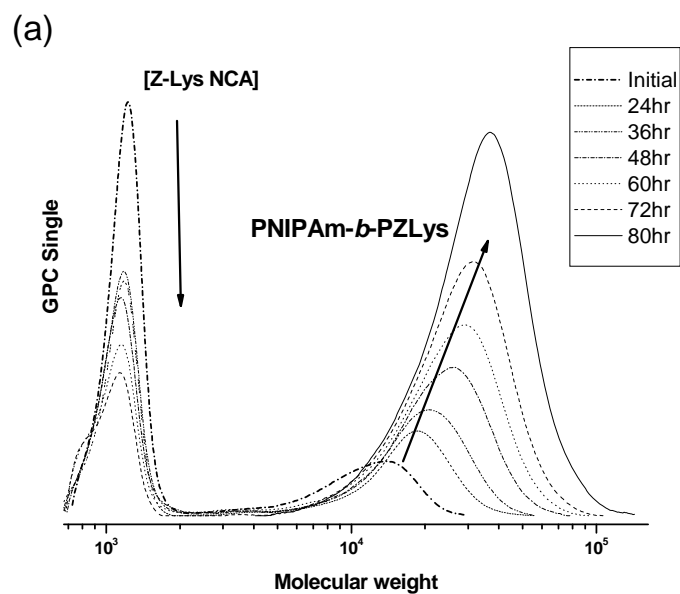 (a)
[Z-Lys NCA]
PNIPAm-b-PZLys
GPC Single
Initial
24hr
36hr
48hr
60hr
72hr
80hr
10³
10⁴
10⁵
Molecular weight